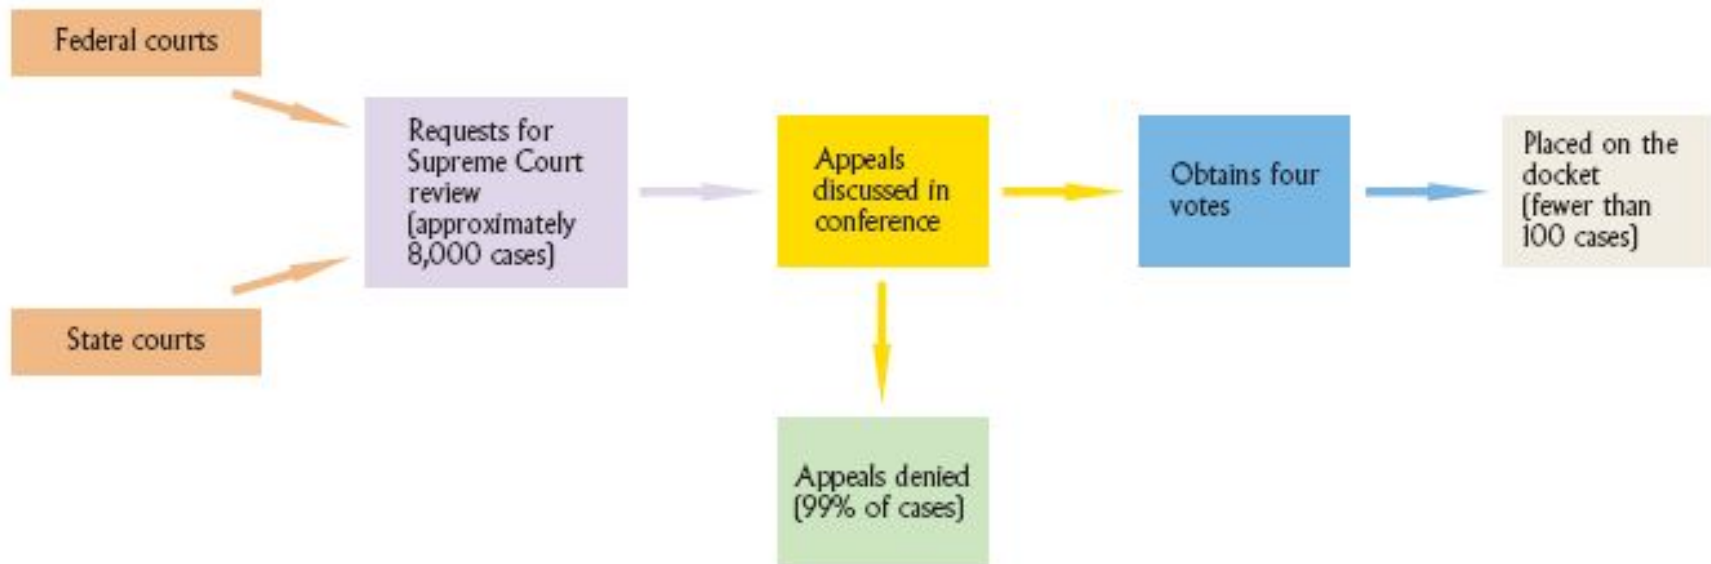 Federal courts
State courts
Requests for
Supreme Court
review
(approximately
8,000 cases)
Appeals
discussed in
conference
Appeals denied
(99% of cases)
Obtains four
votes
Placed on the
docket
(fewer than
100 cases)